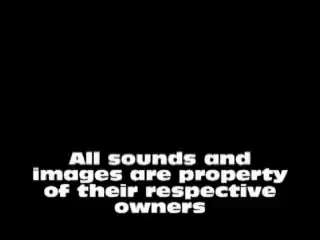 All sounds and
images are property
of their respective
owners